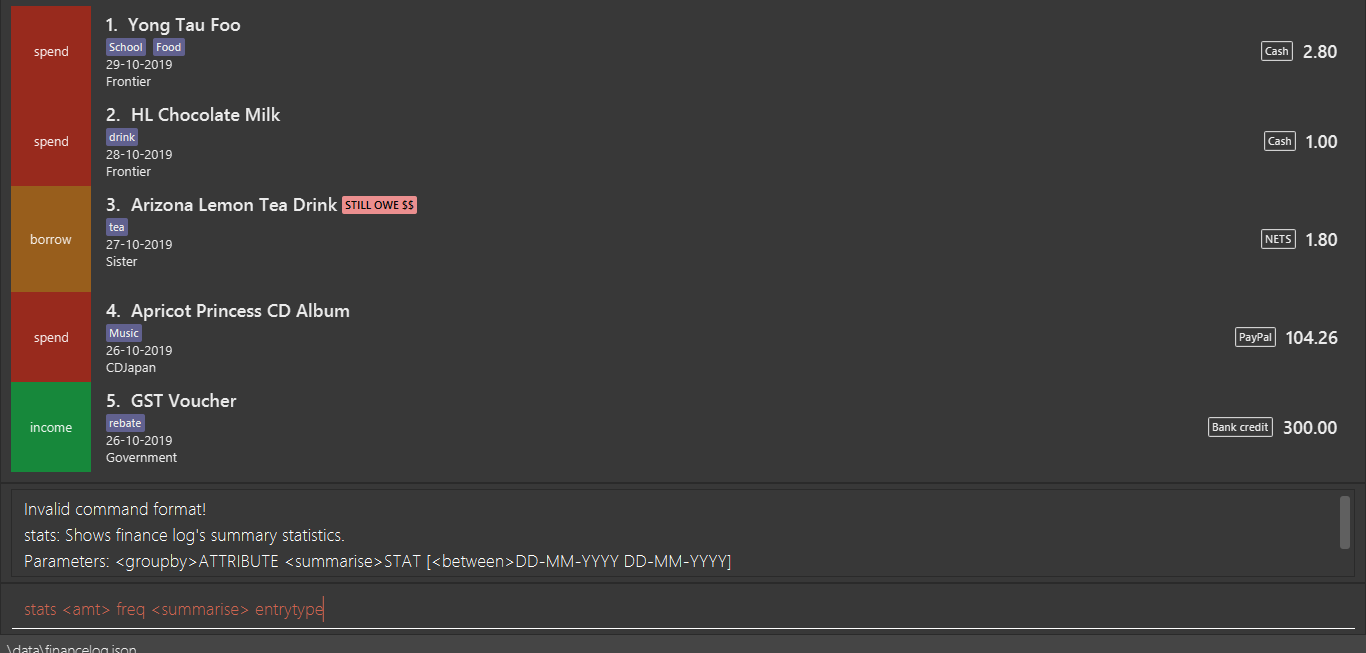 spend
1. Yong Tau Foo
School Food
29-10-2019
Frontier
Cash 2.80
spend
2. HL Chocolate Milk
drink
28-10-2019
Frontier
Cash 1.00
borrow
3. Arizona Lemon Tea Drink STILL OWE $$
tea
27-10-2019
Sister
NETS 1.80
spend
4. Apricot Princess CD Album
Music
26-10-2019
CDJapan
PayPal 104.26
income
5. GST Voucher
rebate
26-10-2019
Government
Bank credit 300.00
Invalid command format!
stats: Shows finance log's summary statistics.
Parameters: <groupby>ATTRIBUTE <summarise>STAT [<between>DD-MM-YYYY DD-MM-YYYY]
stats <amt> freq <summarise> entrytype
.\data\financelog.json